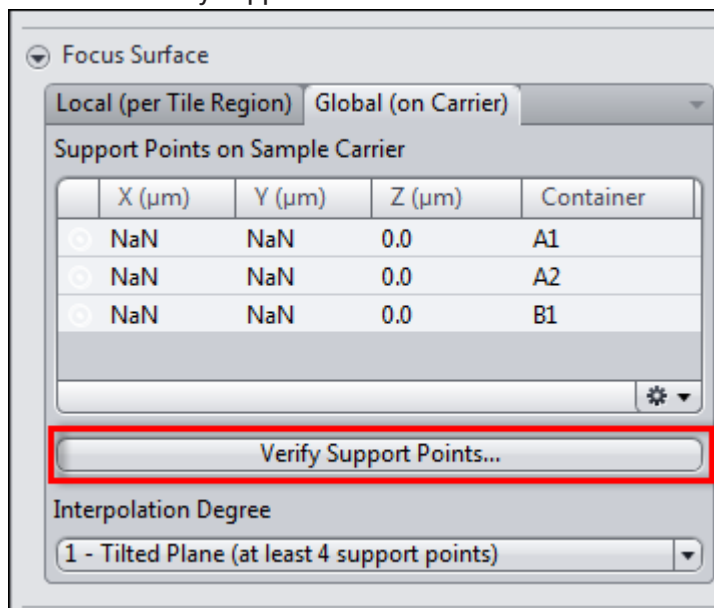 Focus Surface
Local (per Tile Region) Global (on Carrier)
Support Points on Sample Carrier
X (µm) Y (µm) Z (µm) Container
NaN NaN 0.0 A1
NaN NaN 0.0 A2
NaN NaN 0.0 B1
Verify Support Points...
Interpolation Degree
1 - Tilted Plane (at least 4 support points)